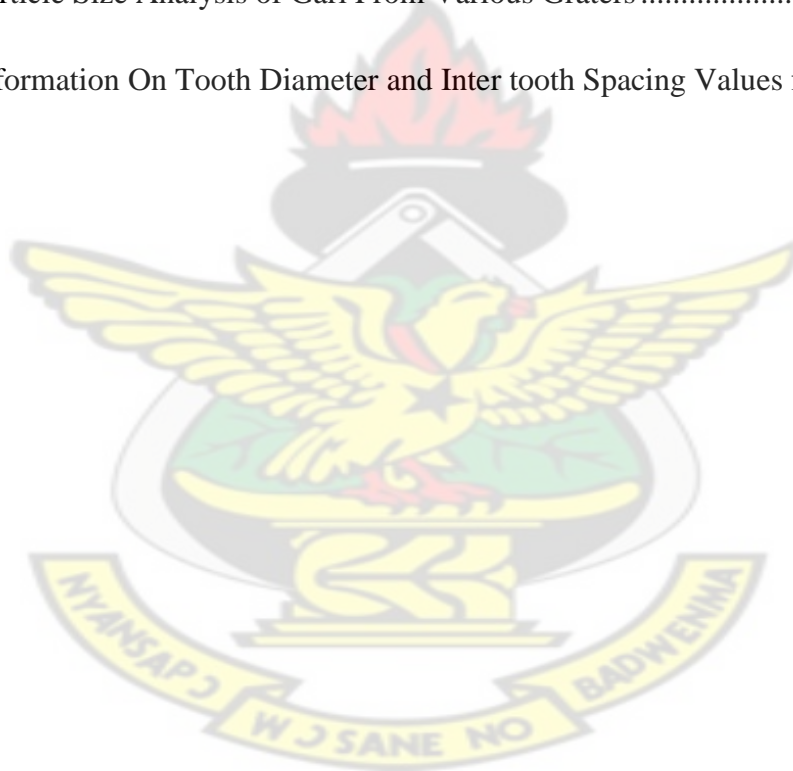 rticle Size Analysis of Gari From Various Graters....................
formation On Tooth Diameter and Inter tooth Spacing Values
NYANSAPƆ
WƆSANE NO
BADWENMA